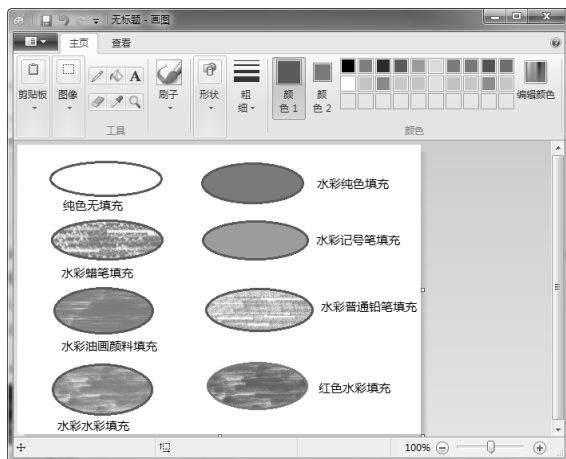 无标题 - 画图
主页 查看
剪贴板 图像 工具 刷子 形状 粗细 颜色 1 颜色 2 编辑颜色
颜色
A
纯色无填充
水彩纯色填充
水彩蜡笔填充
水彩记号笔填充
水彩油画颜料填充
水彩普通铅笔填充
水彩水彩填充
红色水彩填充
100%